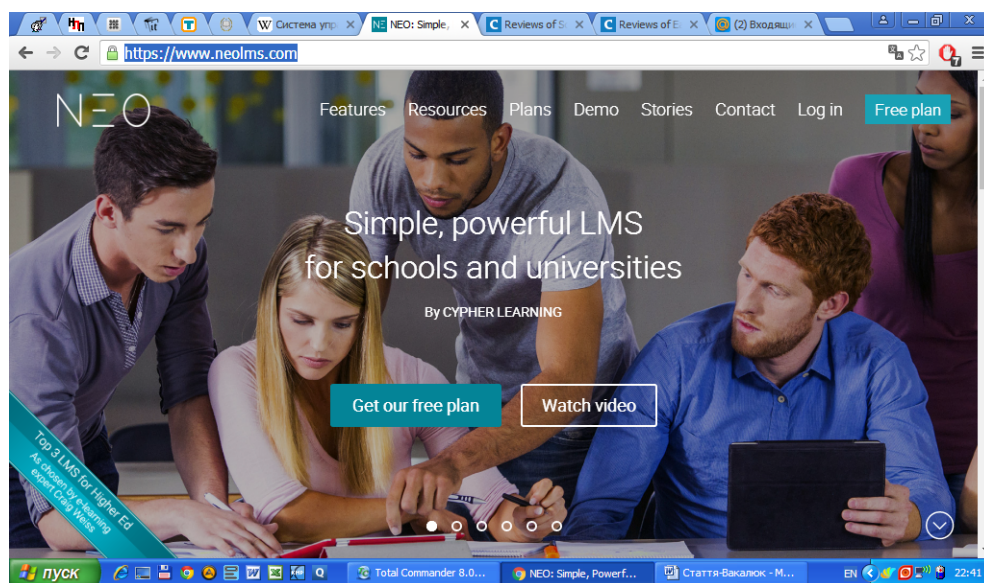 W Система упр
NE NEO: Simple,
C Reviews of S
C Reviews of E
(2) Входящи
https://www.neolms.com
7
NEO
Features Resources Plans Demo Stories Contact Log in Free plan
Simple, powerful LMS
for schools and universities
By CYPHER LEARNING
Get our free plan
Watch video
Top 3 LMS for Higher Ed
As chosen by e-learning
expert Craig Weiss
пуск
Total Commander 8.0...
NEO: Simple, Powerf...
Стаття-Вакалюк - М...
EN
22:41